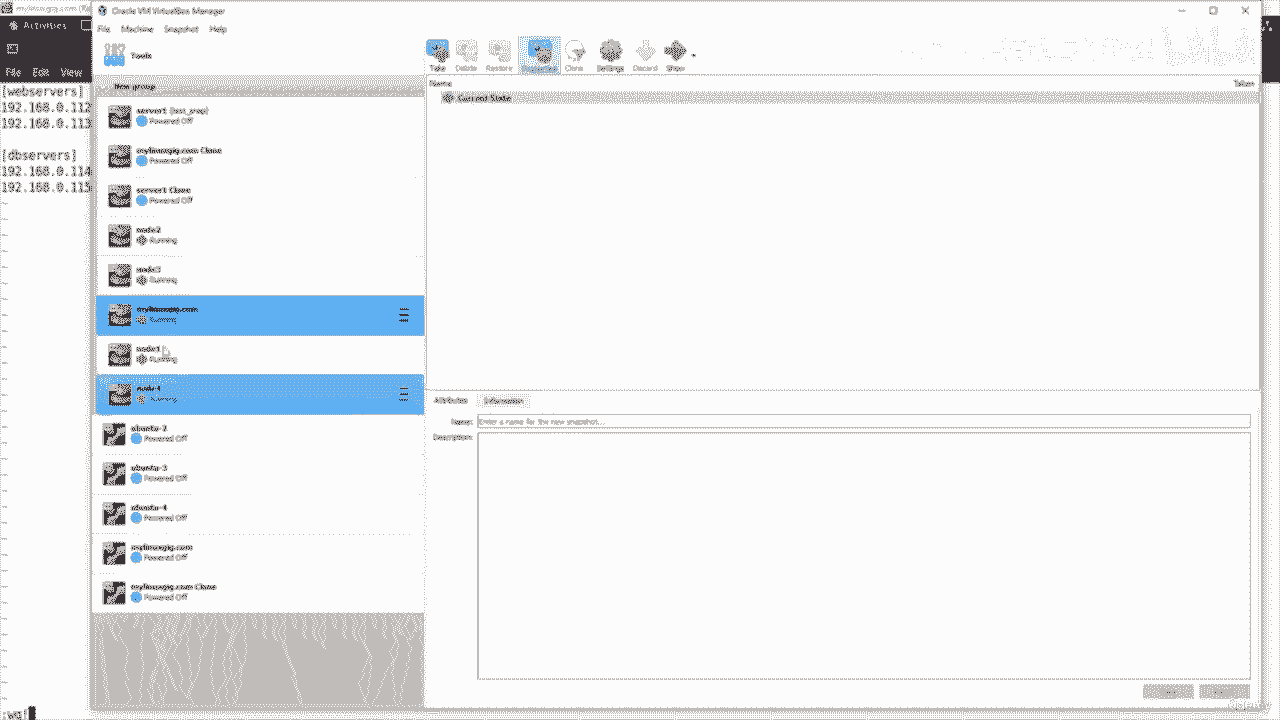 Oracle VM VirtualBox Manager
File Machine Snapshot Help
Activities
Tools
Take Delete Restore Clone Settings Discard Show
File Edit View
New group
Name Taken
Current State
[webservers]
192.168.0.112
192.168.0.113
[dbservers]
192.168.0.114
192.168.0.115
Powered Off
mylinuxgig.com Clone
Powered Off
server1 Clone
Powered Off
node2
Running
node3
Running
mylinuxgig.com
Running
node1
Running
Running
ubuntu-2
Powered Off
ubuntu-3
Powered Off
ubuntu-4
Powered Off
mylinuxgig.com
Powered Off
mylinuxgig.com Clone
Powered Off
Attributes Information
Name: Enter a name for the new snapshot...
Description: